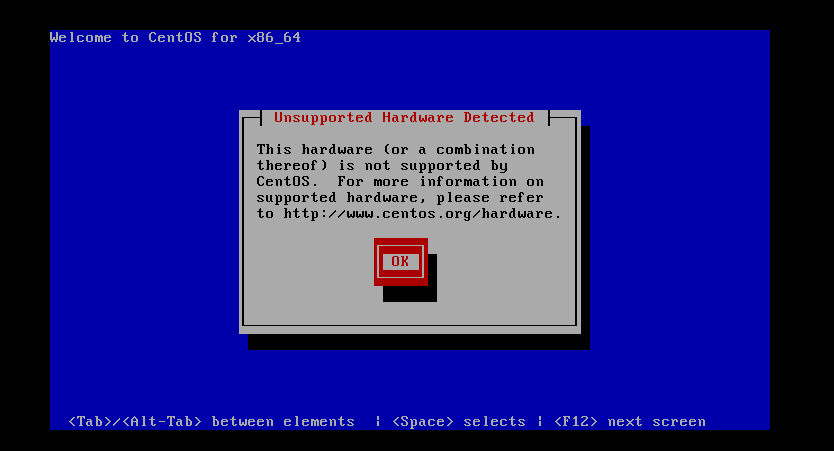 Welcome to CentOS for x86_64
Unsupported Hardware Detected
This hardware (or a combination
thereof) is not supported by
CentOS.  For more information on
supported hardware, please refer
to http://www.centos.org/hardware.
OK
<Tab>/<Alt-Tab> between elements  | <Space> selects | <F12> next screen